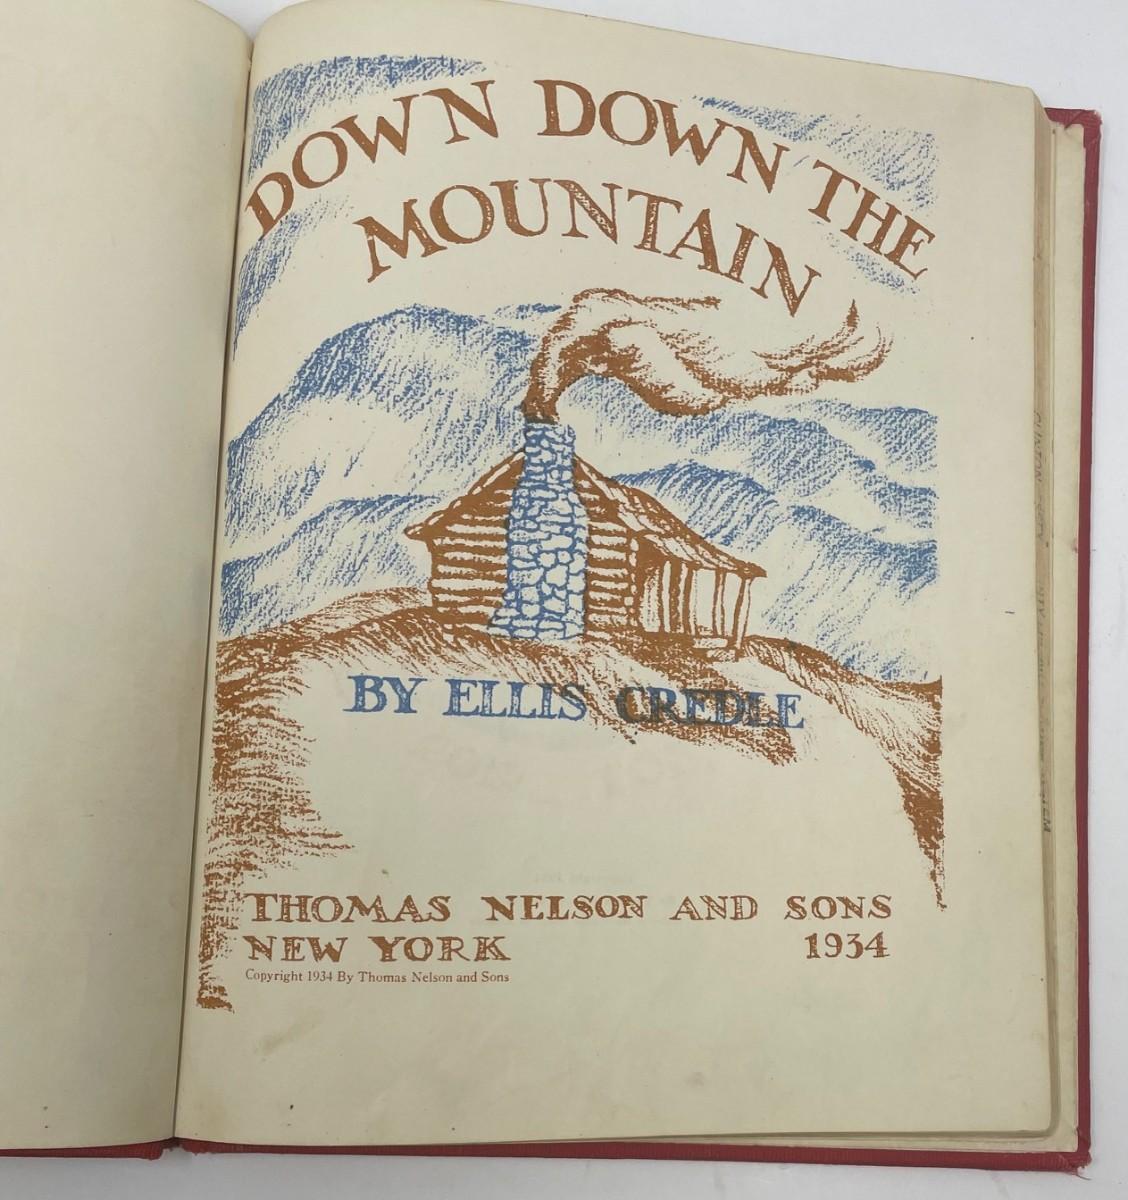 DOWN DOWN THE
MOUNTAIN
BY ELLIS CREDLE
THOMAS NELSON AND SONS
NEW YORK 1934
Copyright 1934 By Thomas Nelson and Sons